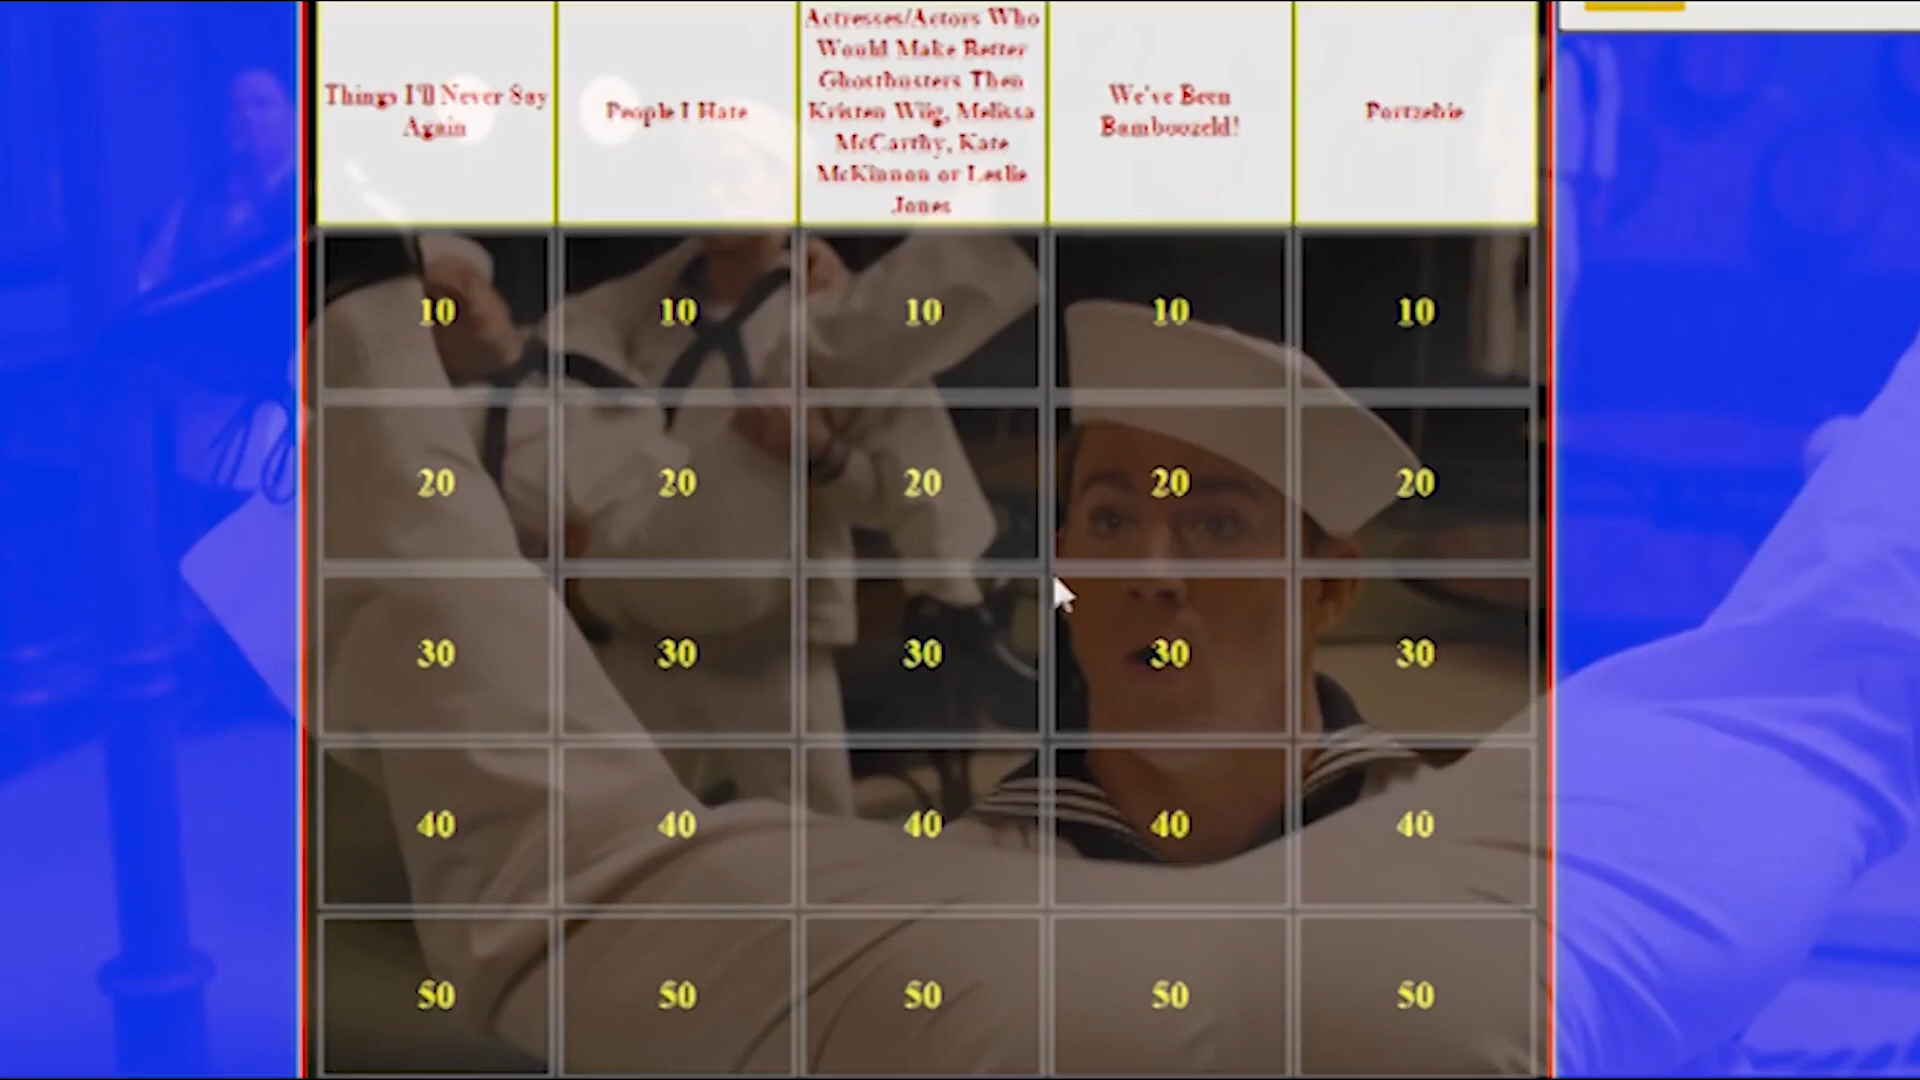 Things I'll Never Say
Again
People I Hate
Actresses/Actors Who
Would Make Better
Ghostbusters Then
Kristen Wiig, Melissa
McCarthy, Kate
McKinnon or Leslie
Jones
We've Been
Bamboozeld!
Portzebie
10 10 10 10 10
20 20 20 20 20
30 30 30 30 30
40 40 40 40 40
50 50 50 50 50